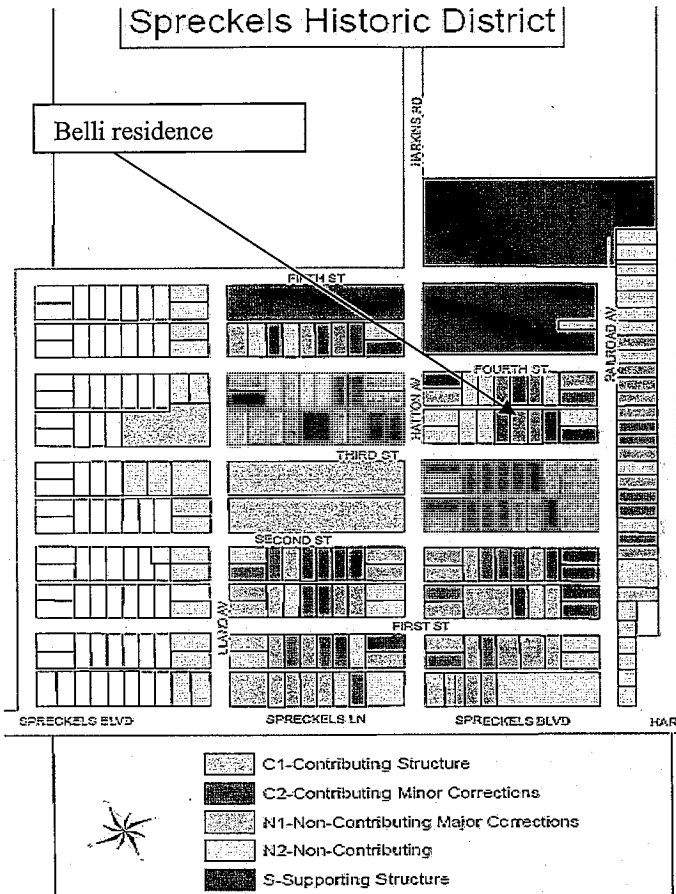 Spreckels Historic District
Belli residence
HARKINS RD
FIFTH ST
RAILROAD AV
FOURTH ST
HATTON AV
THIRD ST
SECOND ST
LLANO AV
FIRST ST
SPRECKELS BLVD
SPRECKELS LN
SPRECKELS BLVD
HAR
C1-Contributing Structure
C2-Contributing Minor Corrections
N1-Non-Contributing Major Corrections
N2-Non-Contributing
S-Supporting Structure